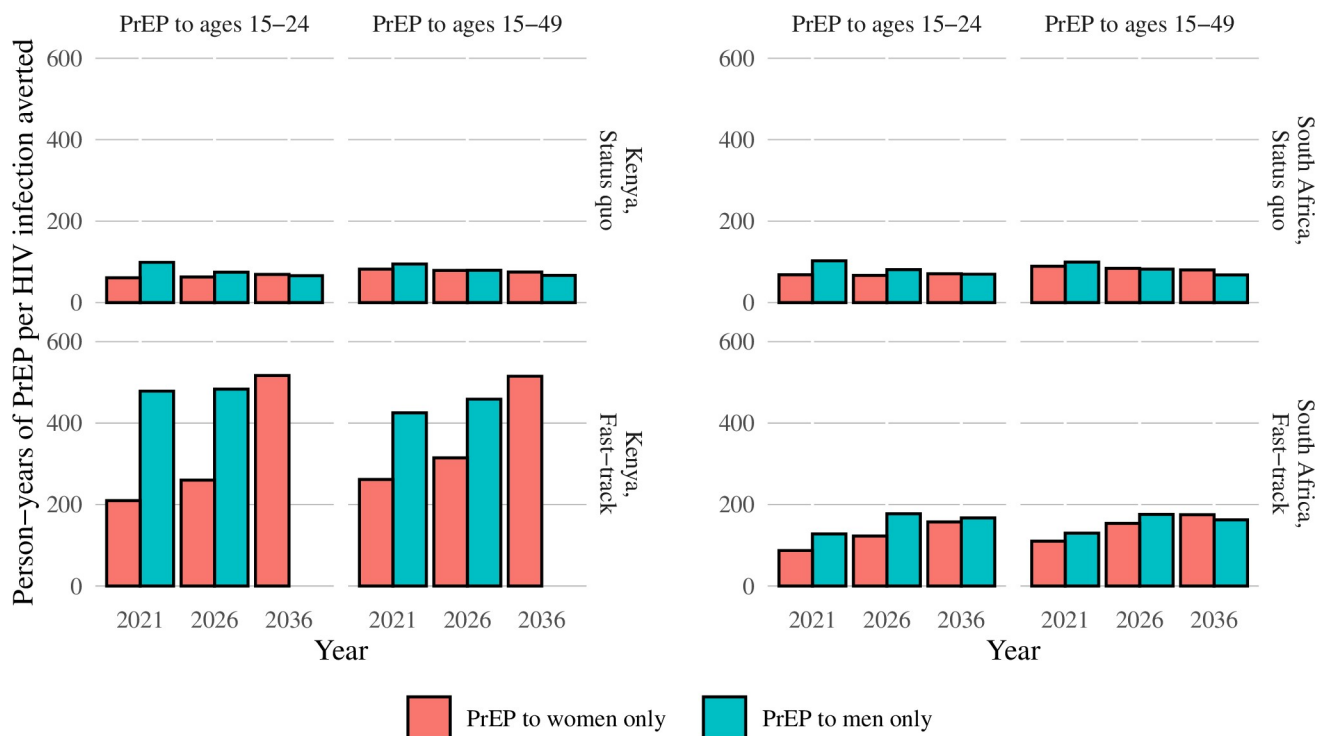 PrEP to ages 15−24
PrEP to ages 15−49
PrEP to ages 15−24
PrEP to ages 15−49
Person−years of PrEP per HIV infection averted
600
400
200
0
Kenya,
Status quo
600
400
200
0
South Africa,
Status quo
600
400
200
0
Kenya,
Fast−track
600
400
200
0
South Africa,
Fast−track
2021
2026
2036
2021
2026
2036
2021
2026
2036
2021
2026
2036
Year
Year
PrEP to women only
PrEP to men only